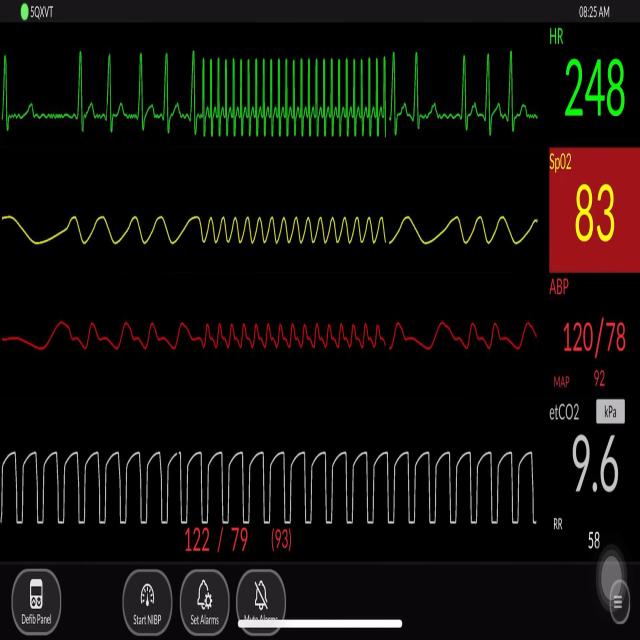 5QXVT 08:25 AM
HR
248
SpO2
83
ABP
120/78
MAP 92
etCO2 kPa
9.6
RR
58
122 / 79 (93)
Defib Panel Start NIBP Set Alarms Mute Alarms